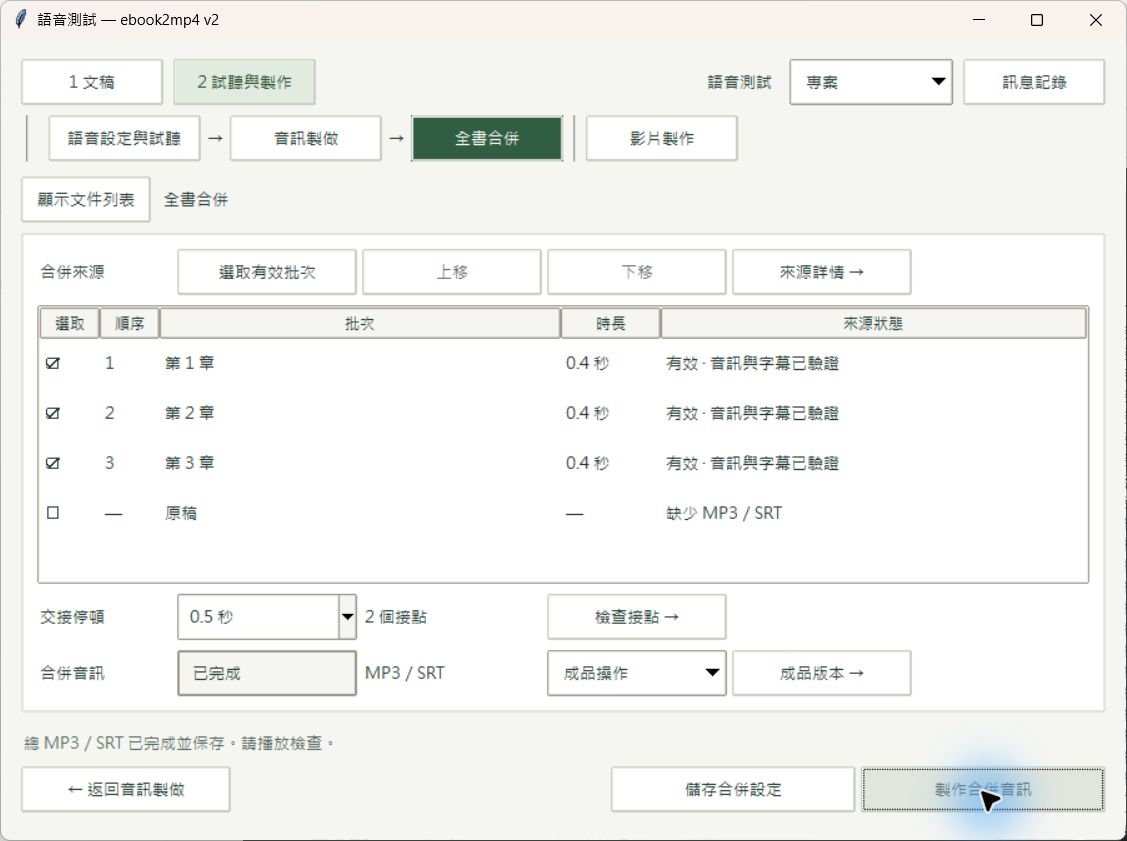 語音測試 — ebook2mp4 v2
1 文稿 2 試聽與製作 語音測試 專案 訊息記錄
語音設定與試聽 → 音訊製做 → 全書合併 影片製作
顯示文件列表 全書合併
合併來源 選取有效批次 上移 下移 來源詳情 →
選取 順序 批次 時長 來源狀態
1 第 1 章 0.4 秒 有效 · 音訊與字幕已驗證
2 第 2 章 0.4 秒 有效 · 音訊與字幕已驗證
3 第 3 章 0.4 秒 有效 · 音訊與字幕已驗證
— 原稿 — 缺少 MP3 / SRT
交接停頓 0.5 秒 2 個接點 檢查接點 →
合併音訊 已完成 MP3 / SRT 成品操作 成品版本 →
總 MP3 / SRT 已完成並保存。請播放檢查。
← 返回音訊製做 儲存合併設定 製作合併音訊